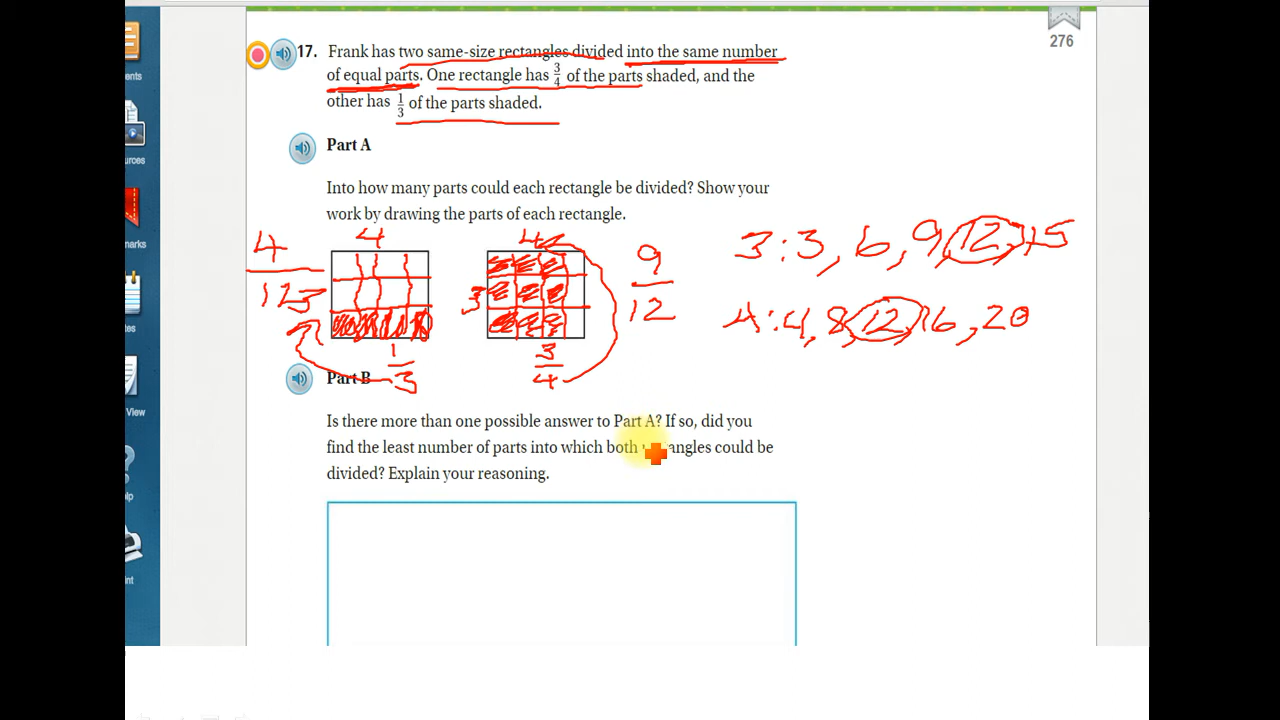 276
17. Frank has two same-size rectangles divided into the same number
of equal parts. One rectangle has 3/4 of the parts shaded, and the
other has 1/3 of the parts shaded.
Part A
Into how many parts could each rectangle be divided? Show your
work by drawing the parts of each rectangle.
4/12
4
3
1/3
4
3
3/4
9/12
3:3, 6, 9, 12, 15
4:4, 8, 12, 16, 20
Part B
Is there more than one possible answer to Part A? If so, did you
find the least number of parts into which both rectangles could be
divided? Explain your reasoning.
ents
View